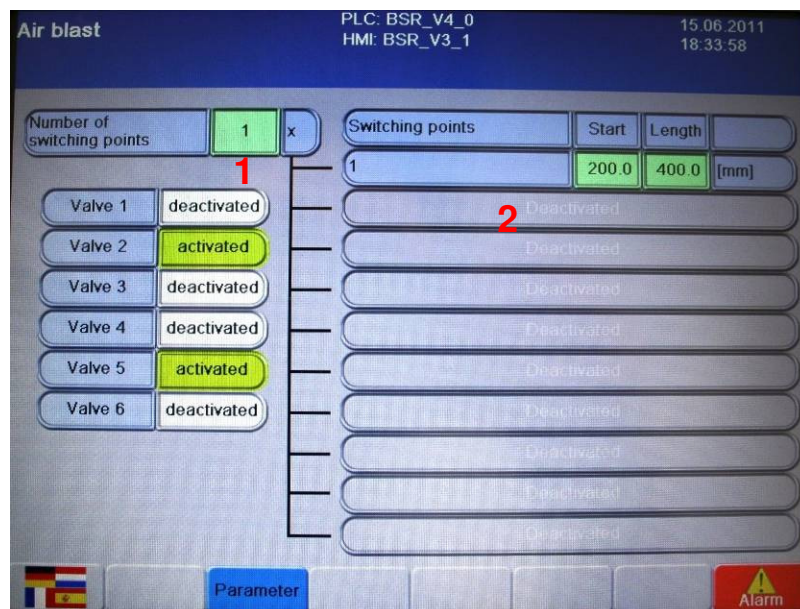 Air blast
PLC: BSR_V4_0
HMI: BSR_V3_1
15.06.2011
18:33:58
Number of
switching points
1
x
1
Valve 1 deactivated
Valve 2 activated
Valve 3 deactivated
Valve 4 deactivated
Valve 5 activated
Valve 6 deactivated
Switching points Start Length
1 200.0 400.0 [mm]
2
Deactivated
Deactivated
Deactivated
Deactivated
Deactivated
Deactivated
Deactivated
Deactivated
Deactivated
Parameter
Alarm